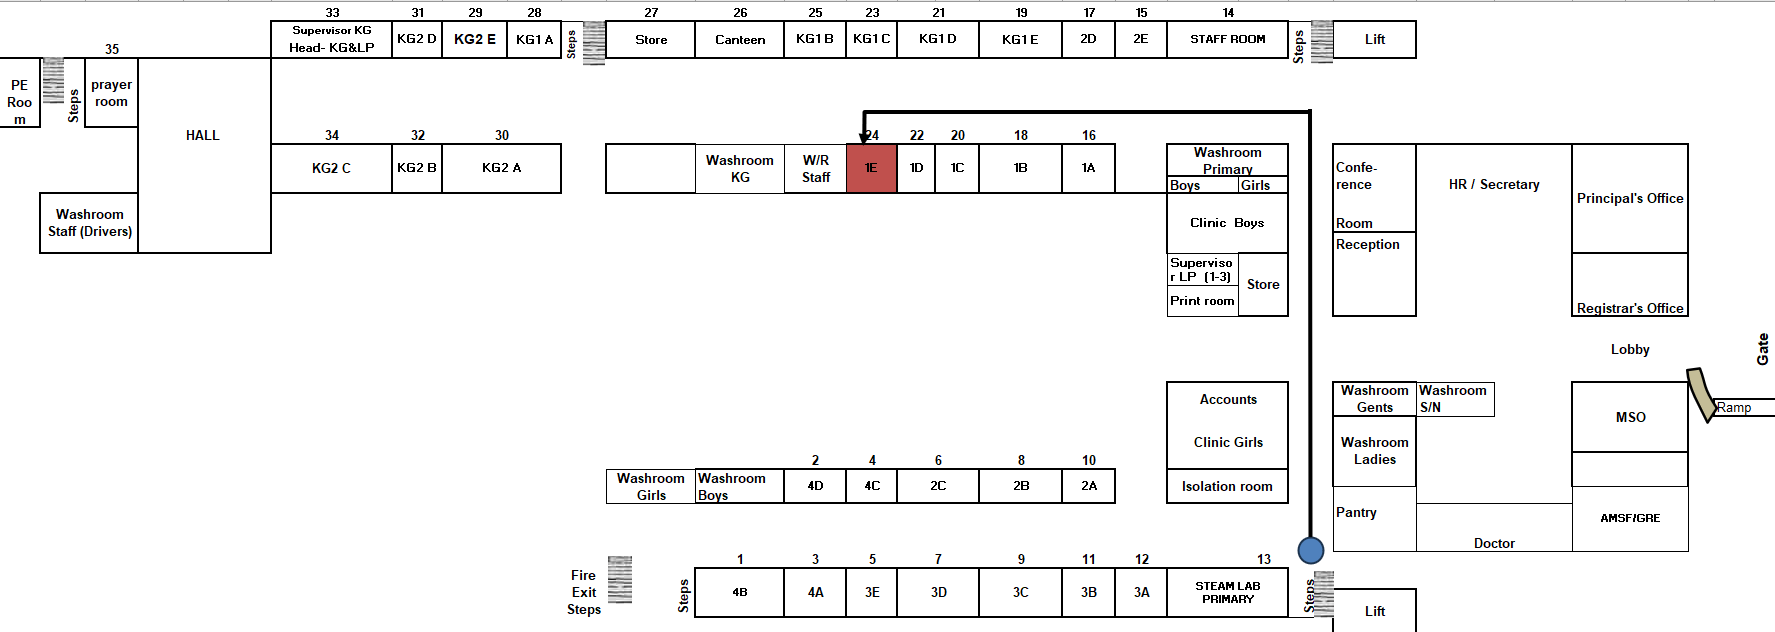 33
31
29
28
27
26
25
23
21
19
17
15
14
Supervisor KG
Head- KG&LP
KG2 D
KG2 E
KG1 A
Steps
Store
Canteen
KG1 B
KG1 C
KG1 D
KG1 E
2D
2E
STAFF ROOM
Steps
Lift
35
PE
Roo
m
Steps
prayer
room
HALL
34
32
30
24
22
20
18
16
KG2 C
KG2 B
KG2 A
Washroom
KG
W/R
Staff
1E
1D
1C
1B
1A
Washroom
Primary
Boys
Girls
Clinic Boys
Superviso
r LP (1-3)
Print room
Store
Confe-
rence
Room
Reception
HR / Secretary
Principal's Office
Registrar's Office
Washroom
Staff (Drivers)
Lobby
Gate
Ramp
Accounts
Clinic Girls
Isolation room
Washroom
Gents
Washroom
S/N
Washroom
Ladies
Pantry
Doctor
MSO
AMSF/GRE
2
4
6
8
10
Washroom
Girls
Washroom
Boys
4D
4C
2C
2B
2A
1
3
5
7
9
11
12
13
Fire
Exit
Steps
Steps
4B
4A
3E
3D
3C
3B
3A
STEAM LAB
PRIMARY
Steps
Lift